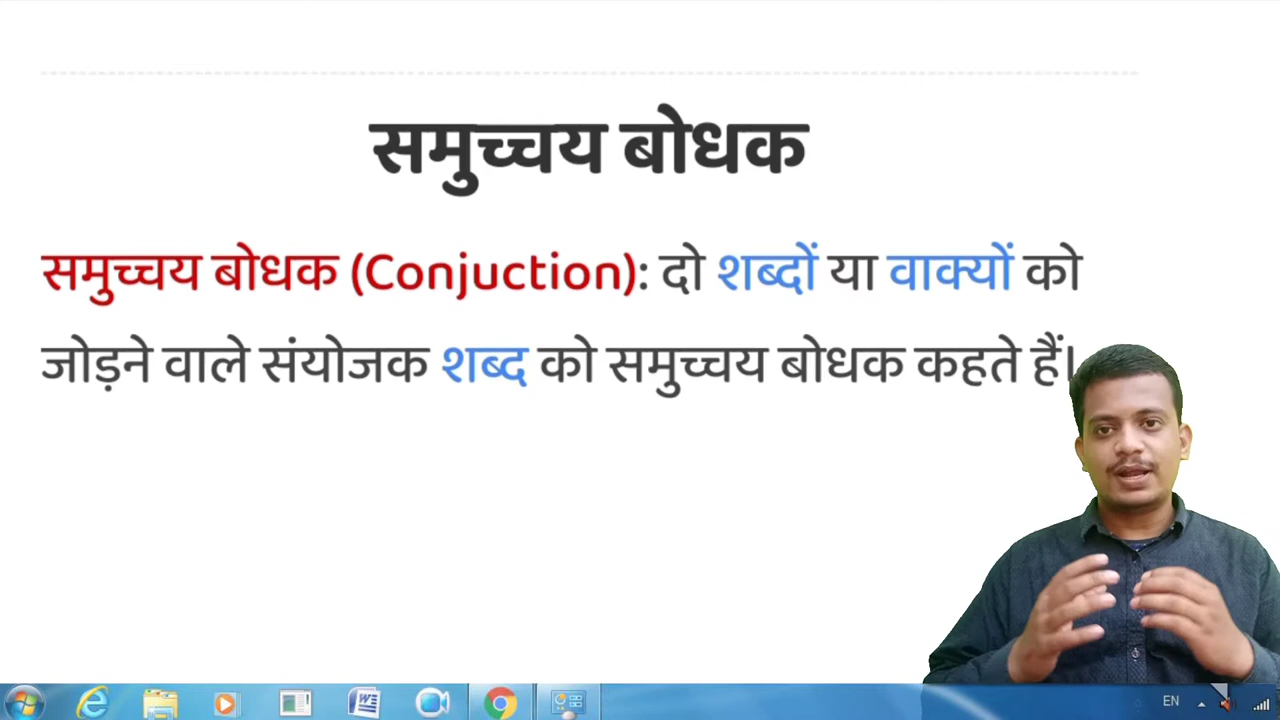 समुच्चय बोधक
समुच्चय बोधक (Conjuction): दो शब्दों या वाक्यों को
जोड़ने वाले संयोजक शब्द को समुच्चय बोधक कहते हैं।
EN